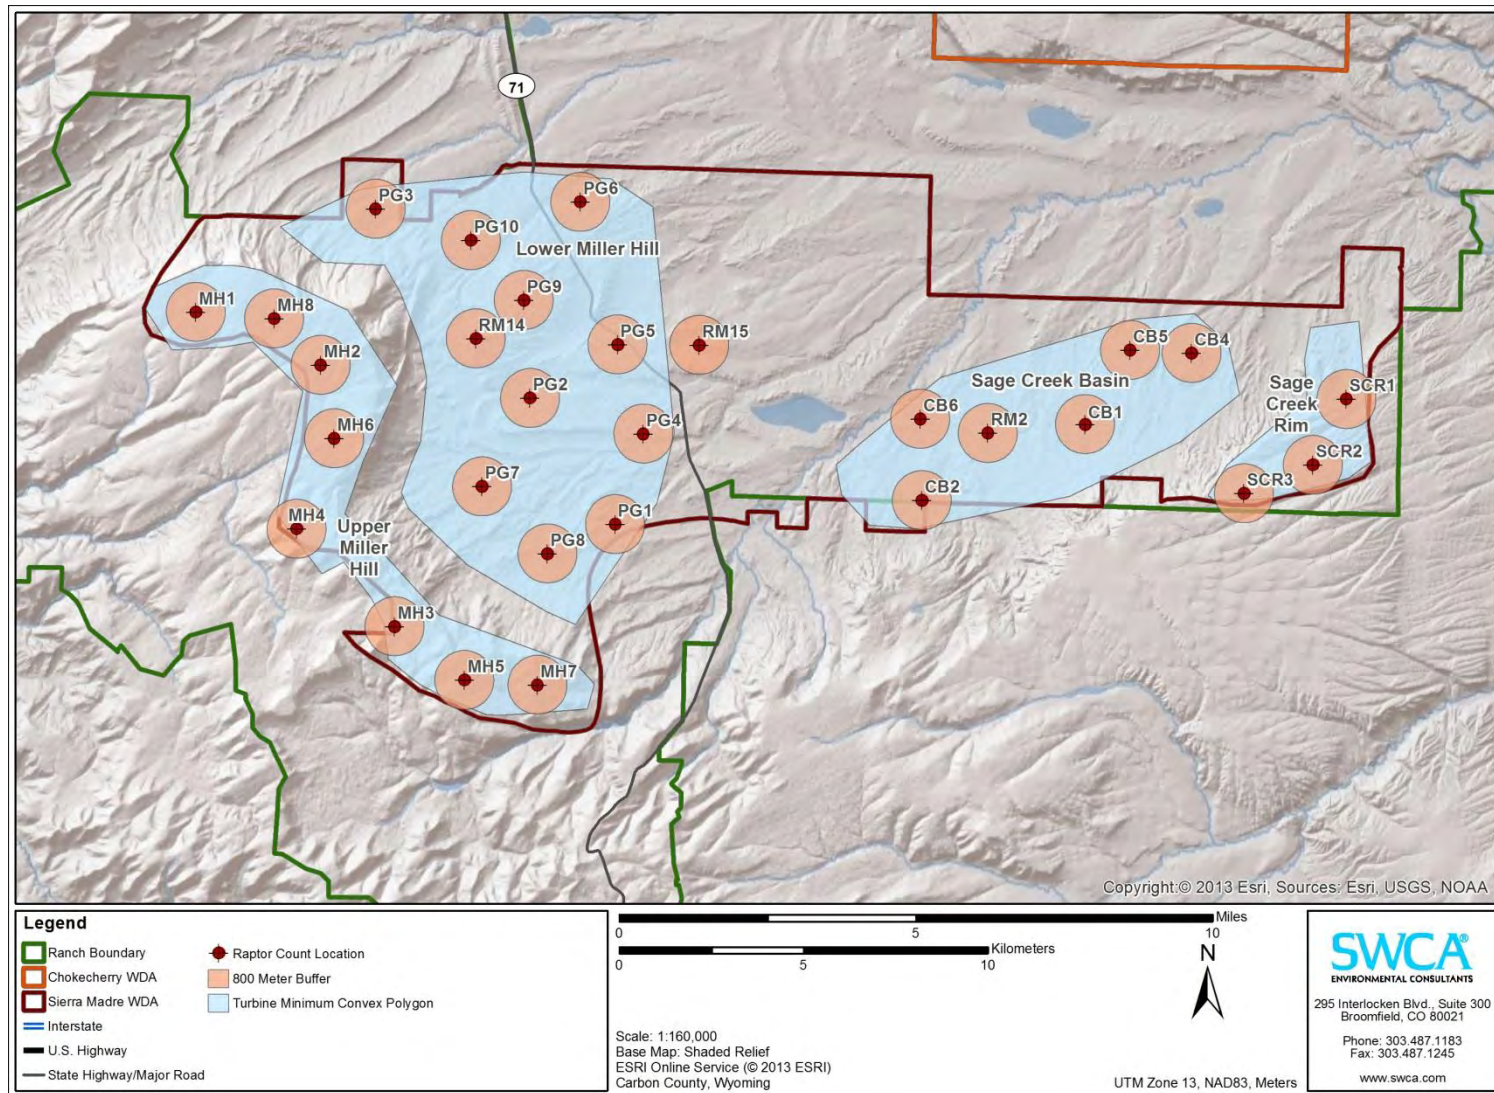 71
PG3
PG6
PG10
Lower Miller Hill
PG9
MH1
MH8
RM14
PG5
RM15
MH2
PG2
MH6
PG4
PG7
MH4
Upper
Miller
Hill
PG1
PG8
MH3
MH5
MH7
CB5
CB4
Sage Creek Basin
CB6
RM2
CB1
CB2
Sage
Creek
Rim
SCR1
SCR2
SCR3
Copyright:© 2013 Esri, Sources: Esri, USGS, NOAA
Legend
Ranch Boundary
Chokecherry WDA
Sierra Madre WDA
Interstate
U.S. Highway
State Highway/Major Road
Raptor Count Location
800 Meter Buffer
Turbine Minimum Convex Polygon
Miles
0 5 10
Kilometers
0 5 10
N
Scale: 1:160,000
Base Map: Shaded Relief
ESRI Online Service (© 2013 ESRI)
Carbon County, Wyoming
UTM Zone 13, NAD83, Meters
SWCA®
ENVIRONMENTAL CONSULTANTS
295 Interlocken Blvd., Suite 300
Broomfield, CO 80021
Phone: 303.487.1183
Fax: 303.487.1245
www.swca.com